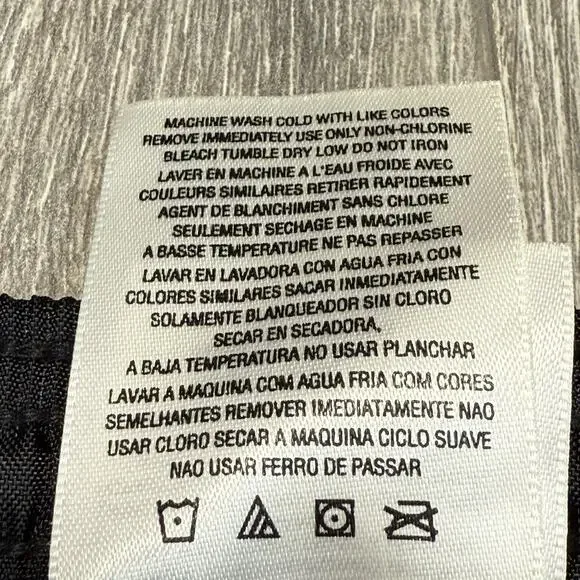 MACHINE WASH COLD WITH LIKE COLORS
REMOVE IMMEDIATELY USE ONLY NON-CHLORINE
BLEACH TUMBLE DRY LOW DO NOT IRON
LAVER EN MACHINE A L'EAU FROIDE AVEC
COULEURS SIMILAIRES RETIRER RAPIDEMENT
AGENT DE BLANCHIMENT SANS CHLORE
SEULEMENT SECHAGE EN MACHINE
A BASSE TEMPERATURE NE PAS REPASSER
LAVAR EN LAVADORA CON AGUA FRIA CON
COLORES SIMILARES SACAR INMEDIATAMENTE
SOLAMENTE BLANQUEADOR SIN CLORO
SECAR EN SECADORA,
A BAJA TEMPERATURA NO USAR PLANCHAR
LAVAR A MAQUINA COM AGUA FRIA COM CORES
SEMELHANTES REMOVER IMEDIATAMENTE NAO
USAR CLORO SECAR A MAQUINA CICLO SUAVE
NAO USAR FERRO DE PASSAR